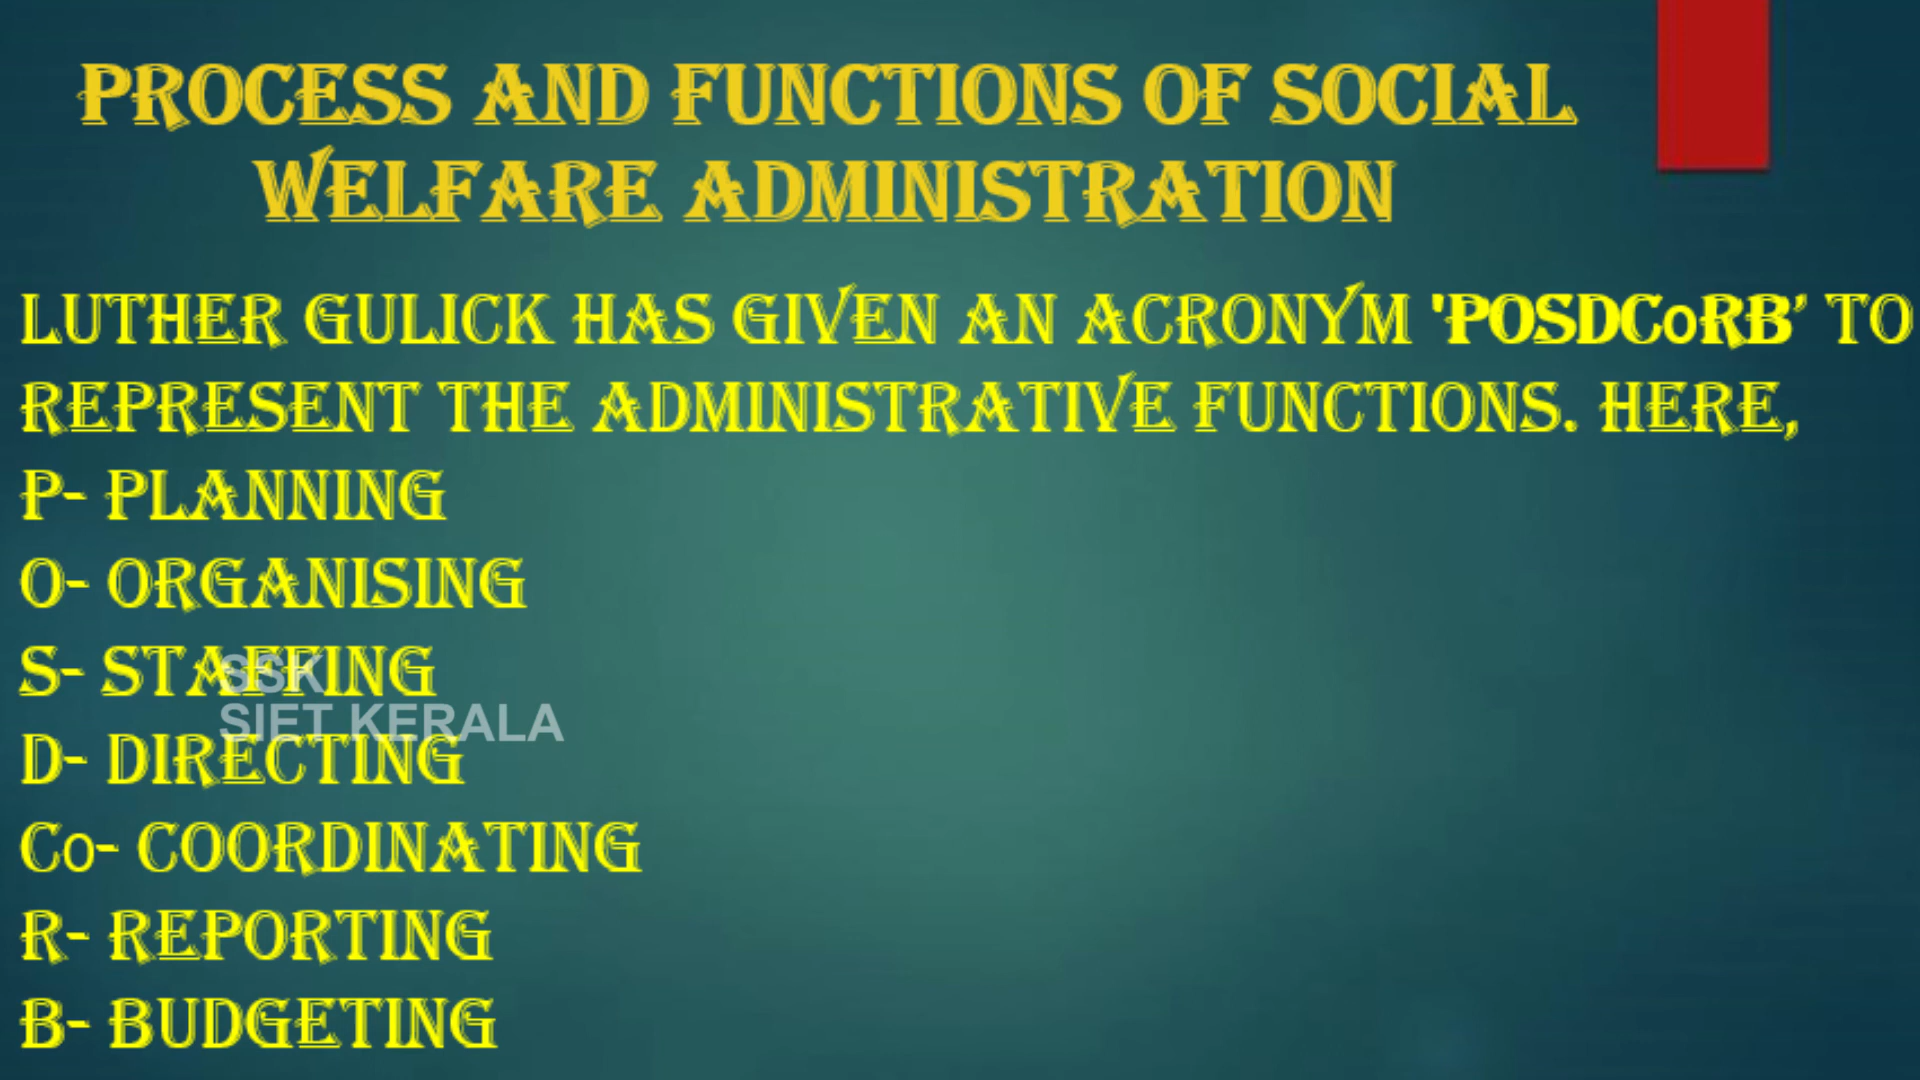 PROCESS AND FUNCTIONS OF SOCIAL
WELFARE ADMINISTRATION
LUTHER GULICK HAS GIVEN AN ACRONYM 'POSDCoRB' TO
REPRESENT THE ADMINISTRATIVE FUNCTIONS. HERE,
P- PLANNING
O- ORGANISING
S- STAFFING
SSK
SIET KERALA
D- DIRECTING
Co- COORDINATING
R- REPORTING
B- BUDGETING